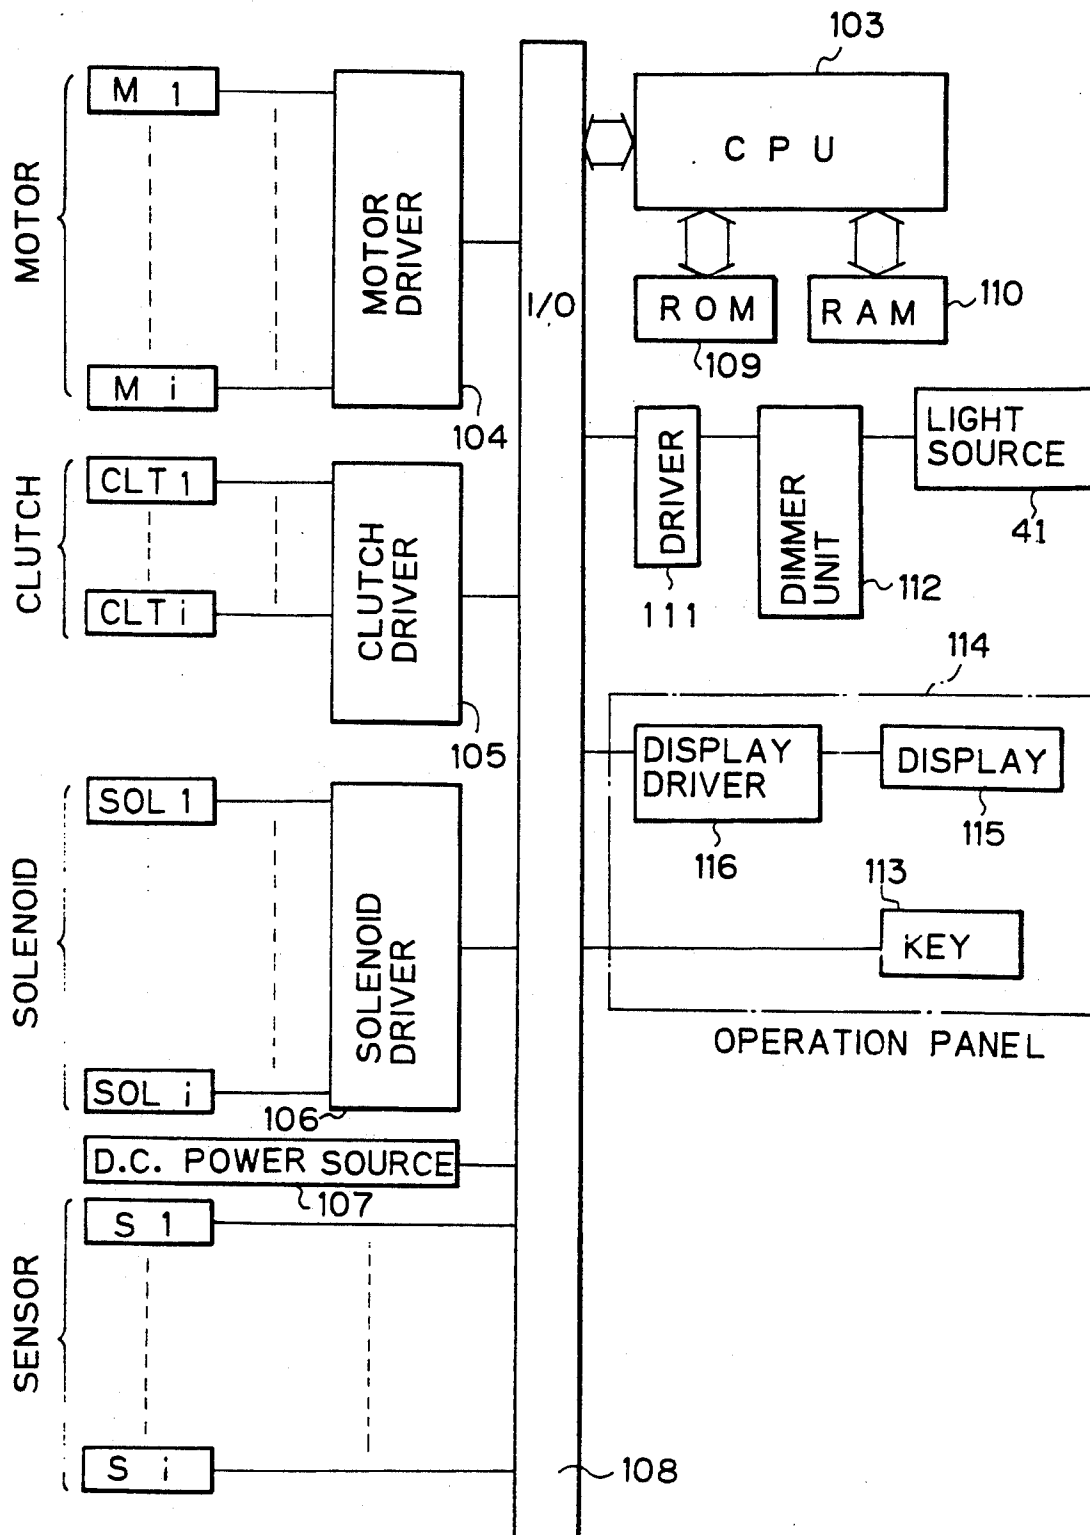 MOTOR
M 1
M i
MOTOR
DRIVER
104
CLUTCH
CLT 1
CLT i
CLUTCH
DRIVER
105
SOLENOID
SOL 1
SOL i
SOLENOID
DRIVER
106
D.C. POWER SOURCE
107
SENSOR
S 1
S i
I/O
108
103
CPU
ROM
109
RAM
110
DRIVER
111
DIMMER
UNIT
112
LIGHT
SOURCE
41
114
DISPLAY
DRIVER
116
DISPLAY
115
113
KEY
OPERATION PANEL